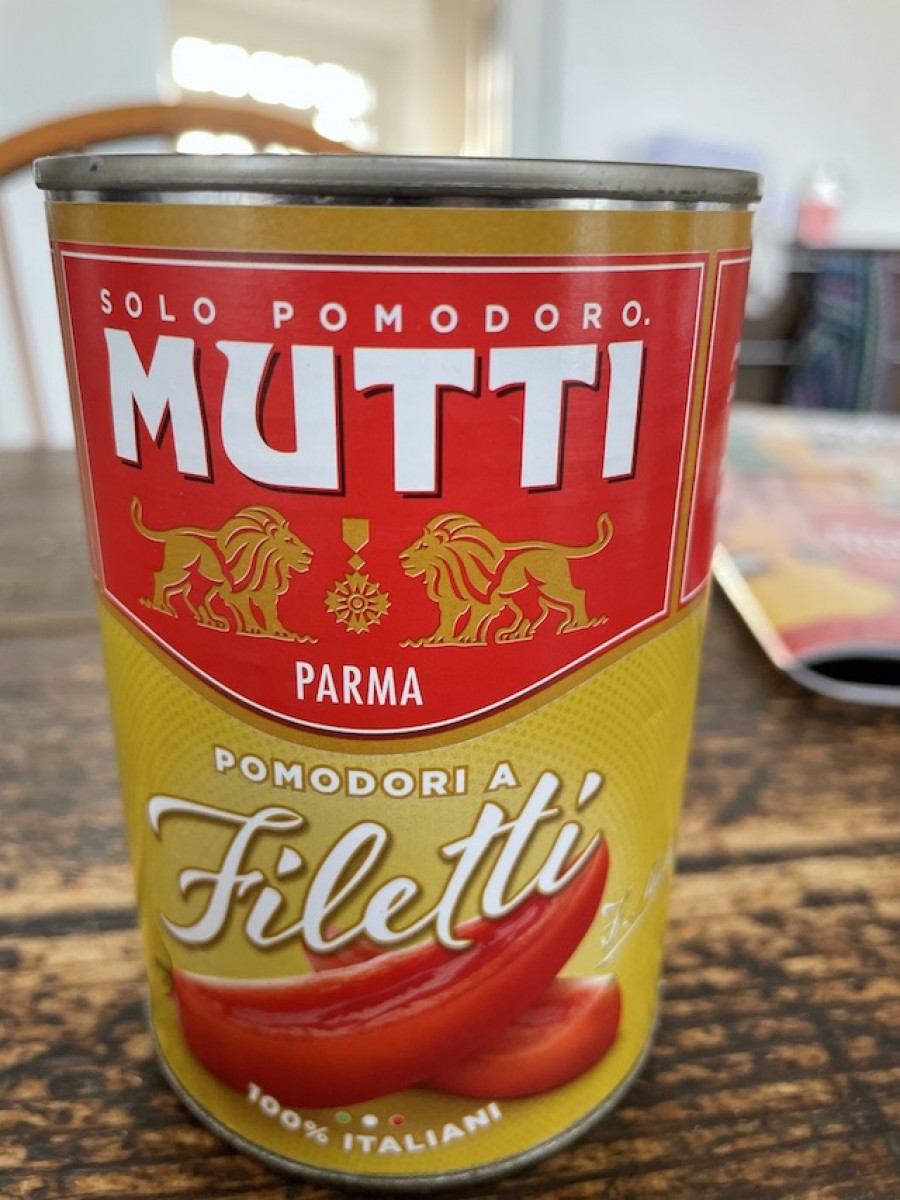 SOLO POMODORO.
MUTTI
PARMA
POMODORI A
Filetti
100% ITALIANI